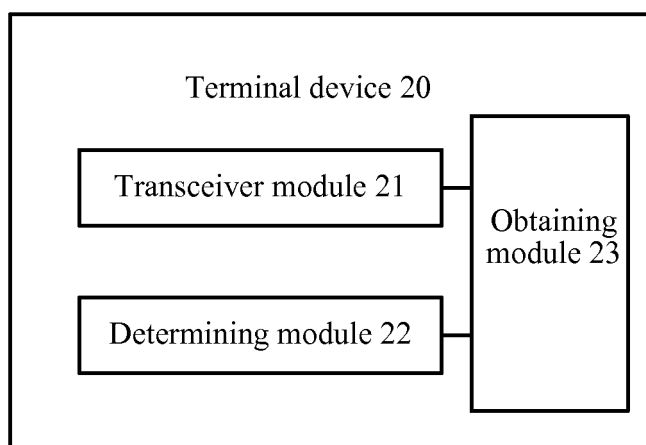 Terminal device 20
Transceiver module 21
Obtaining
module 23
Determining module 22